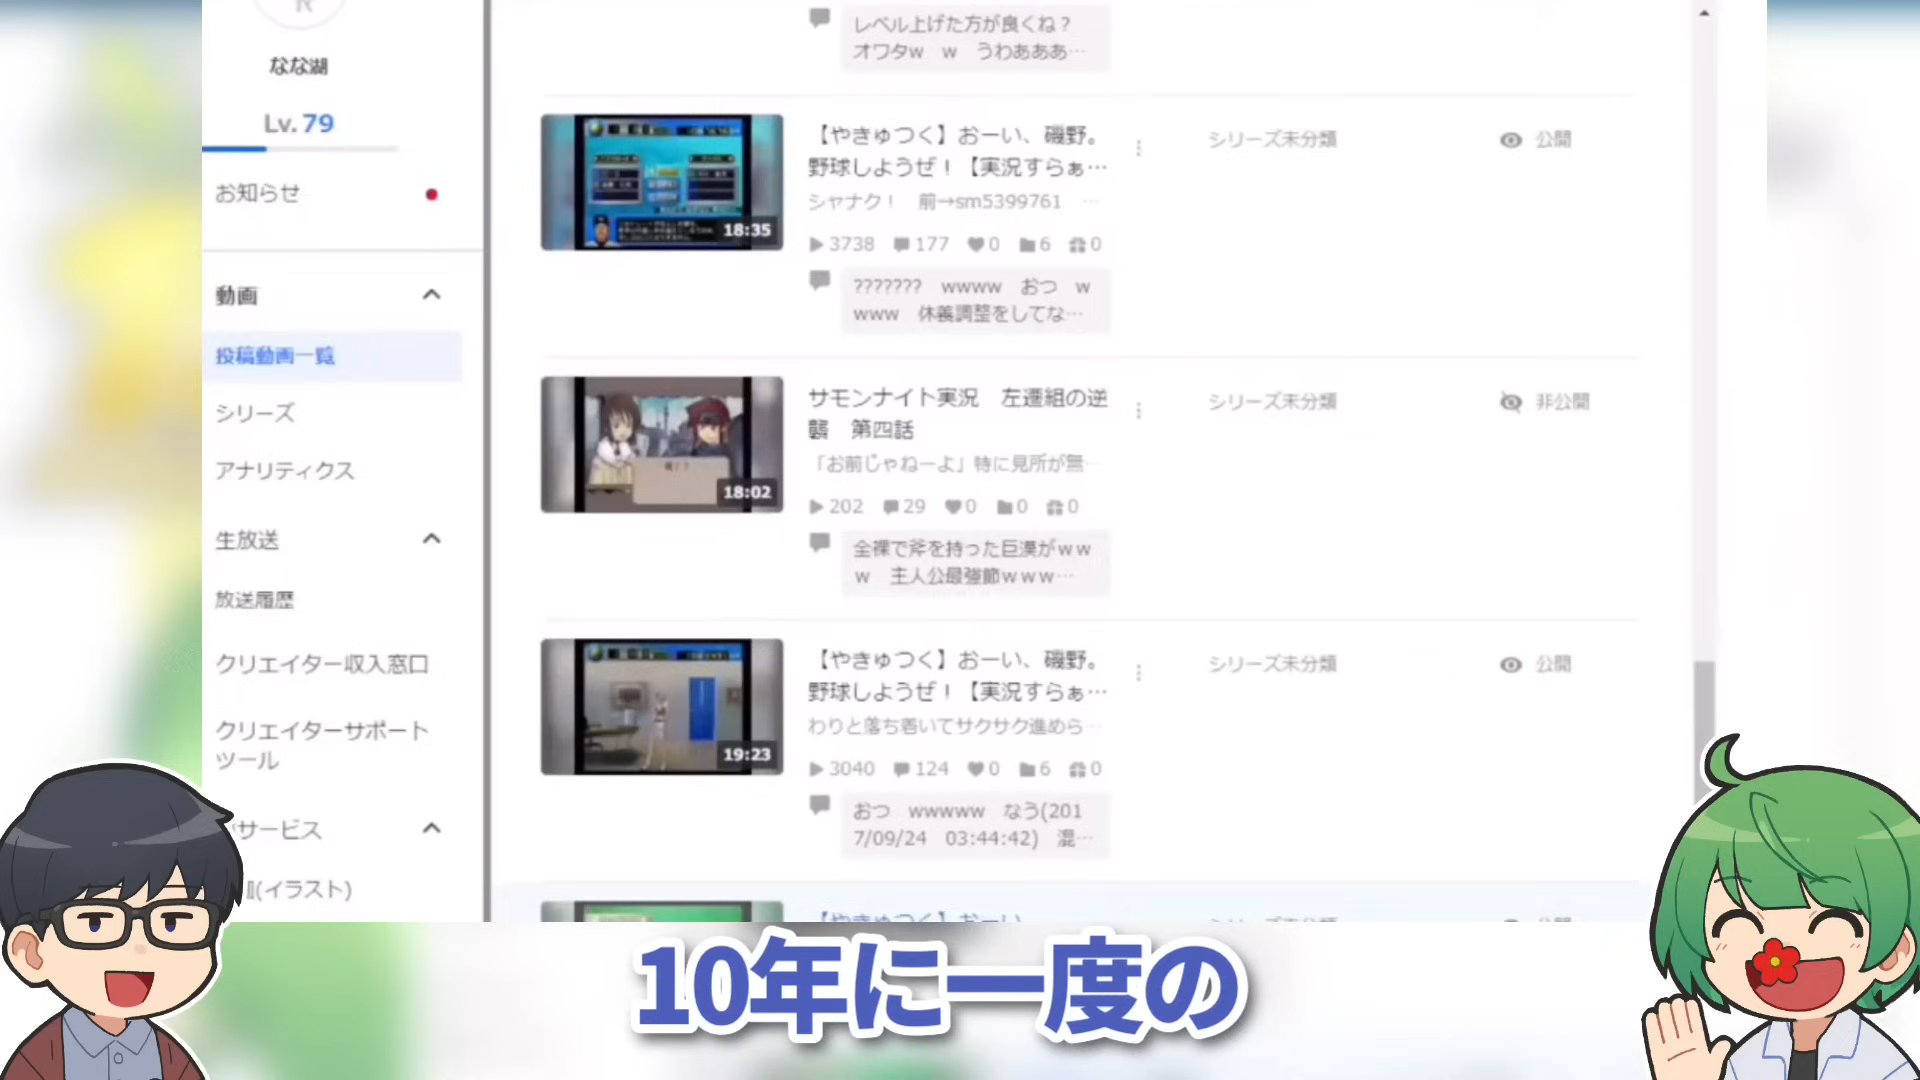 なな湖
Lv. 79
お知らせ
動画
投稿動画一覧
シリーズ
アナリティクス
生放送
放送履歴
クリエイター収入窓口
クリエイターサポート
ツール
サービス
(イラスト)
レベル上げた方が良くね？
オワタw　w　うわあああ…
【やきゅつく】おーい、磯野。
野球しようぜ！【実況すらぁ…
シャナク！　前→sm5399761　…
シリーズ未分類
公開
18:35
3738 177 0 6 0
???????　wwww　おつ　w
www　休養調整をしてな…
サモンナイト実況　左遷組の逆
襲　第四話
「お前じゃねーよ」特に見所が無…
シリーズ未分類
非公開
18:02
202 29 0 0 0
全裸で斧を持った巨漢がｗｗ
ｗ　主人公最強節ｗｗｗ…
【やきゅつく】おーい、磯野。
野球しようぜ！【実況すらぁ…
わりと落ち着いてサクサク進めら…
シリーズ未分類
公開
19:23
3040 124 0 6 0
おつ　wwwww　なう(201
7/09/24　03:44:42)　混…
【やきゅつく】おーい
10年に一度の